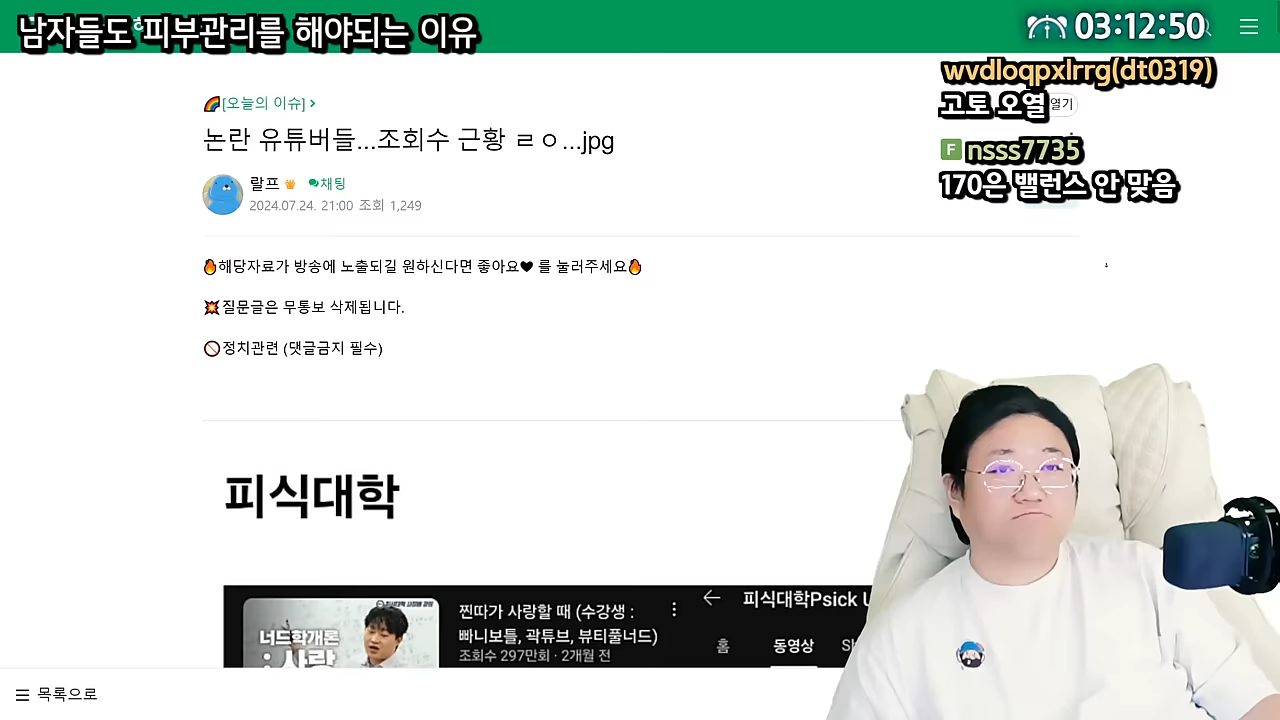 남자들도 피부관리를 해야되는 이유
03:12:50
wvdloqpxlrrg(dt0319)
고토 오열
열기
F nsss7735
170은 밸런스 안 맞음
[오늘의 이슈] >
논란 유튜버들...조회수 근황 ㄹㅇ...jpg
랄프 채팅
2024.07.24. 21:00 조회 1,249
해당자료가 방송에 노출되길 원하신다면 좋아요 를 눌러주세요
질문글은 무통보 삭제됩니다.
정치관련 (댓글금지 필수)
피식대학
너드학개론
: 사랑
찐따가 사랑할 때 (수강생 :
빠니보틀, 곽튜브, 뷰티풀너드)
조회수 297만회 · 2개월 전
피식대학Psick
홈 동영상
목록으로